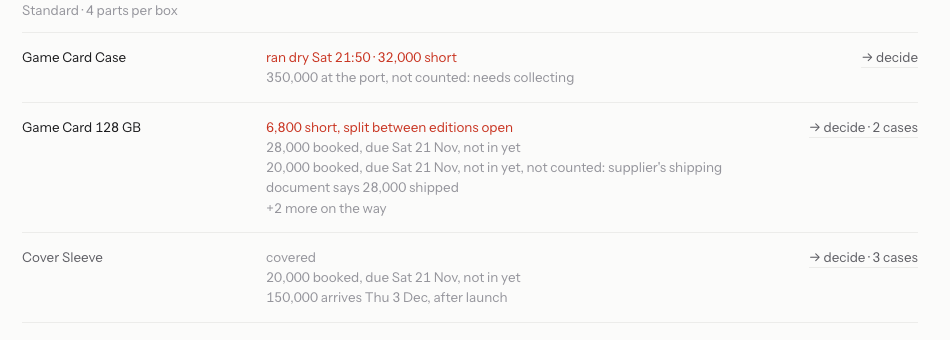 Standard · 4 parts per box
Game Card Case
ran dry Sat 21:50 · 32,000 short
→ decide
350,000 at the port, not counted: needs collecting
Game Card 128 GB
6,800 short, split between editions open
→ decide · 2 cases
28,000 booked, due Sat 21 Nov, not in yet
20,000 booked, due Sat 21 Nov, not in yet, not counted: supplier's shipping
document says 28,000 shipped
+2 more on the way
Cover Sleeve
covered
→ decide · 3 cases
20,000 booked, due Sat 21 Nov, not in yet
150,000 arrives Thu 3 Dec, after launch